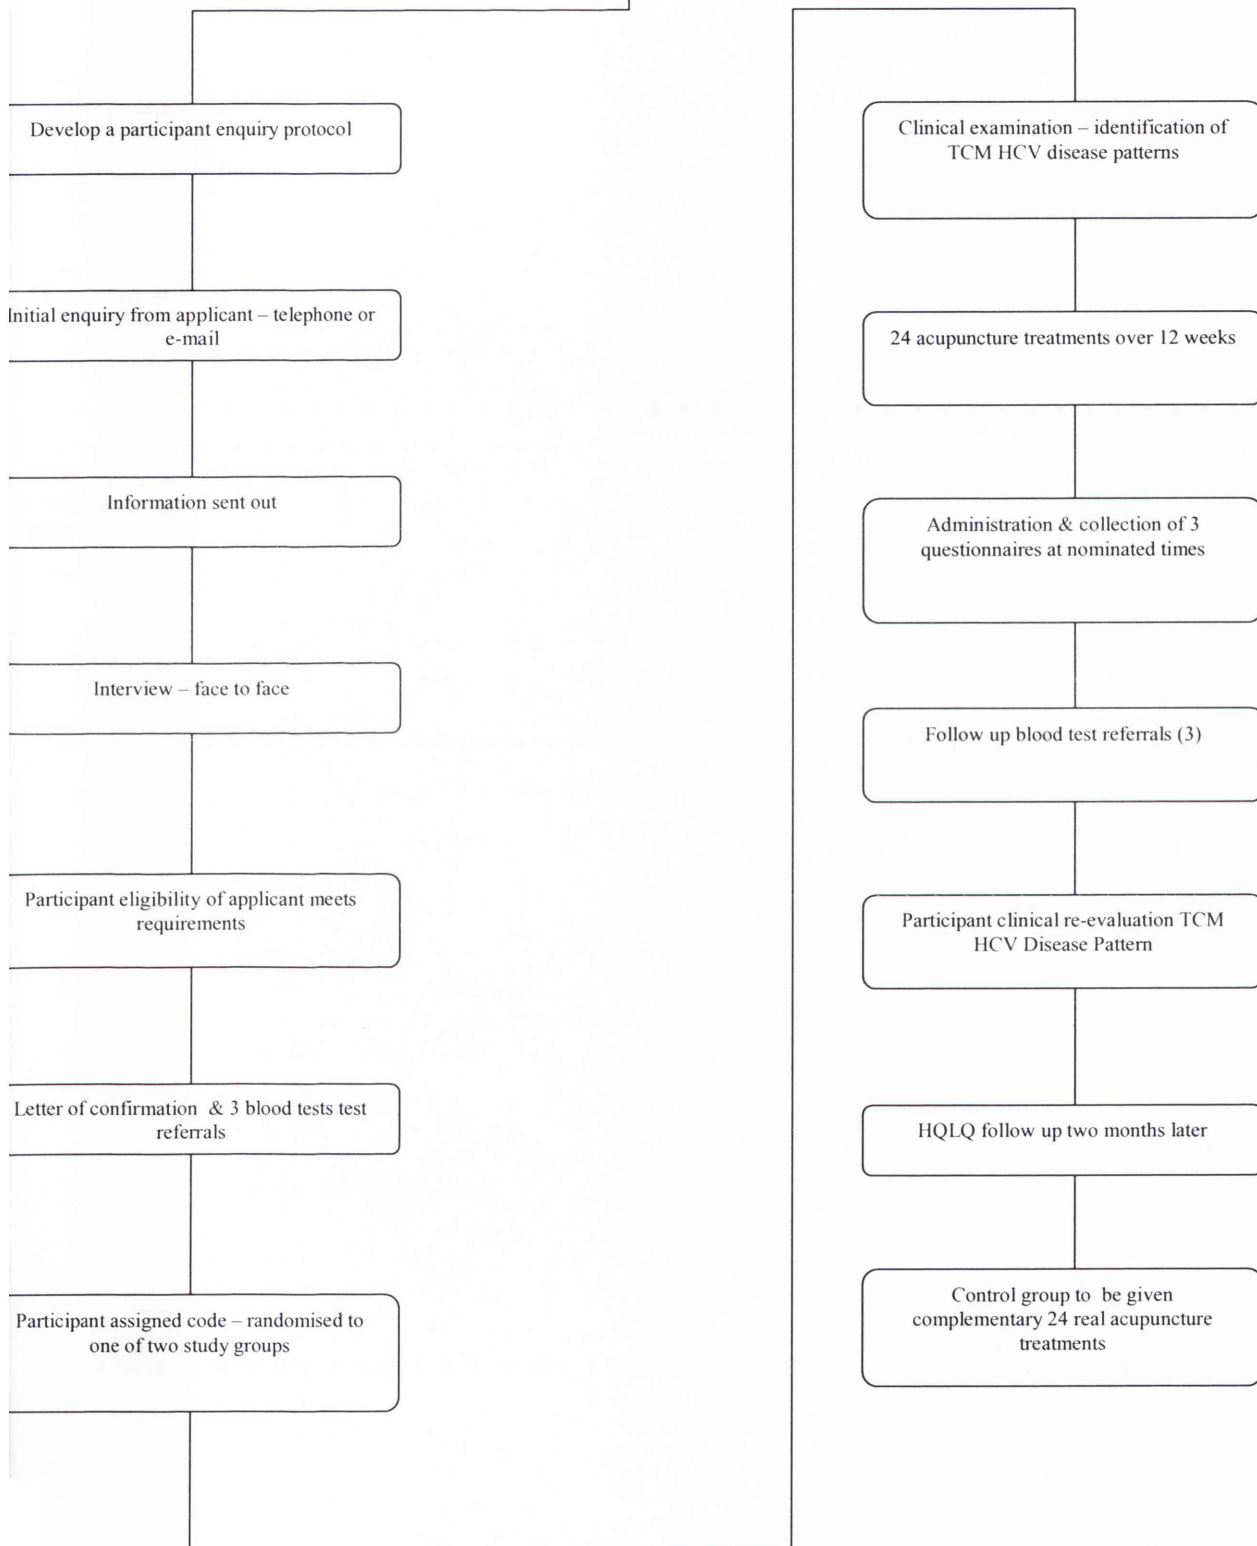 Develop a participant enquiry protocol
Initial enquiry from applicant – telephone or
e-mail
Information sent out
Interview – face to face
Participant eligibility of applicant meets
requirements
Letter of confirmation & 3 blood tests test
referrals
Participant assigned code – randomised to
one of two study groups
Clinical examination – identification of
TCM HCV disease patterns
24 acupuncture treatments over 12 weeks
Administration & collection of 3
questionnaires at nominated times
Follow up blood test referrals (3)
Participant clinical re-evaluation TCM
HCV Disease Pattern
HQLQ follow up two months later
Control group to be given
complementary 24 real acupuncture
treatments